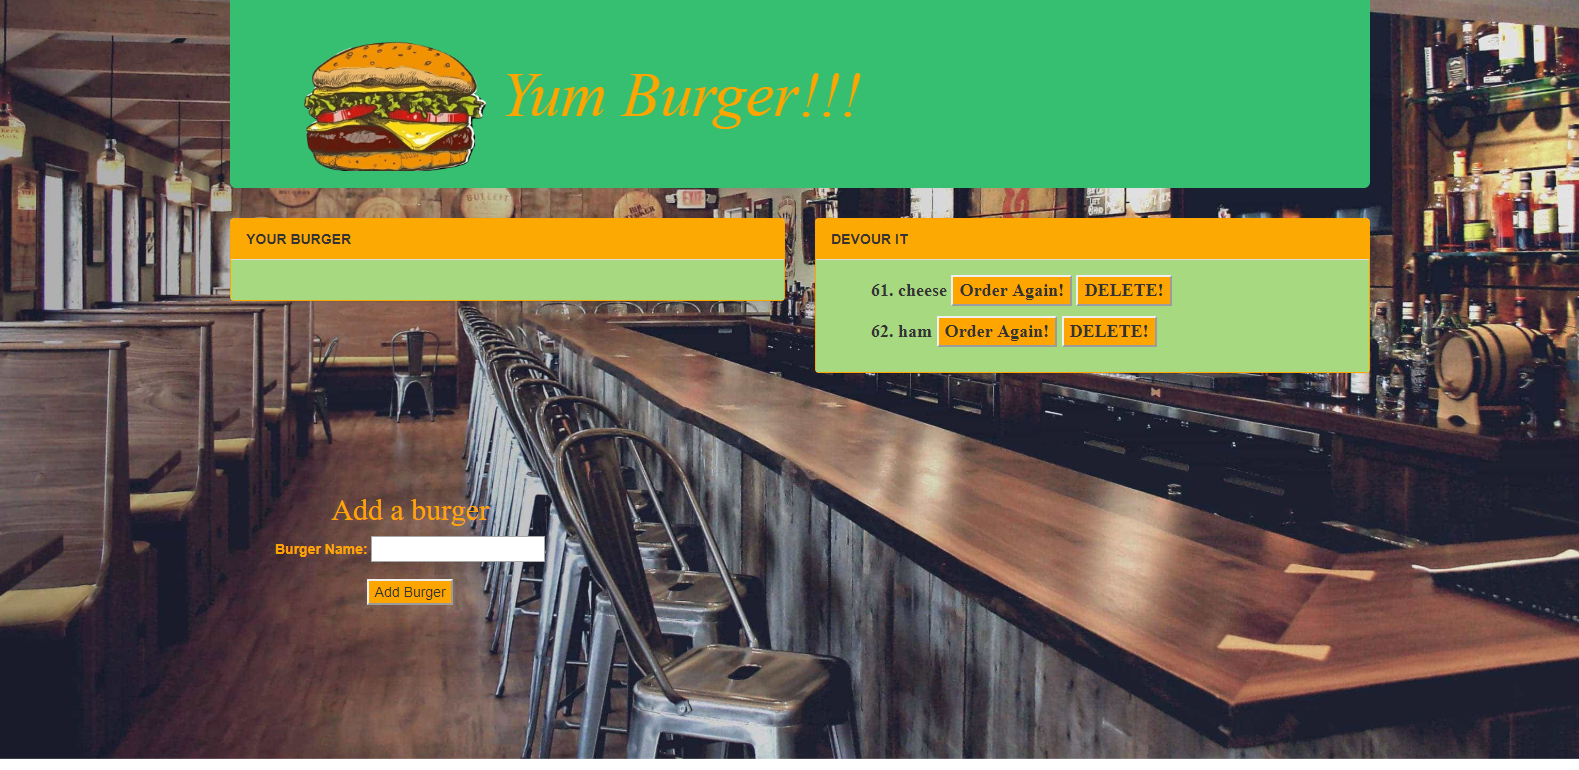 Yum Burger!!!
EXIT
YOUR BURGER
DEVOUR IT
61. cheese Order Again! DELETE!
62. ham Order Again! DELETE!
Add a burger
Burger Name:
Add Burger